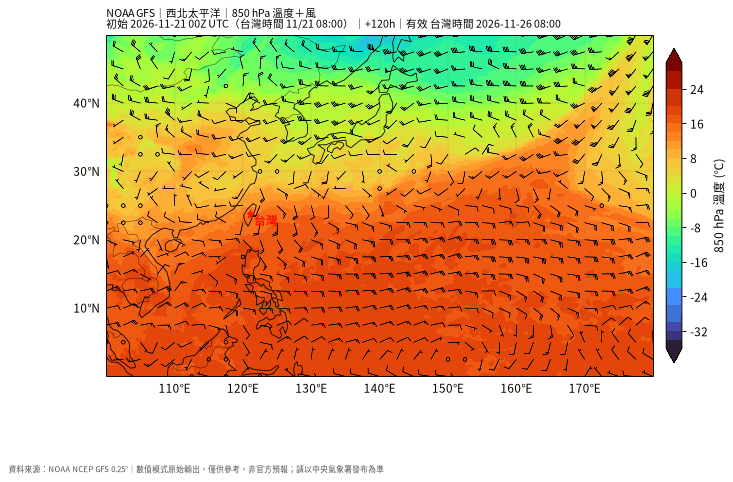 NOAA GFS｜西北太平洋｜850 hPa 溫度＋風
初始 2026-11-21 00Z UTC（台灣時間 11/21 08:00）｜+120h｜有效 台灣時間 2026-11-26 08:00
40°N
30°N
20°N
10°N
110°E
120°E
130°E
140°E
150°E
160°E
170°E
台灣
24
16
8
0
-8
-16
-24
-32
850 hPa 溫度 (°C)
資料來源：NOAA NCEP GFS 0.25°｜數值模式原始輸出，僅供參考，非官方預報；請以中央氣象署發布為準